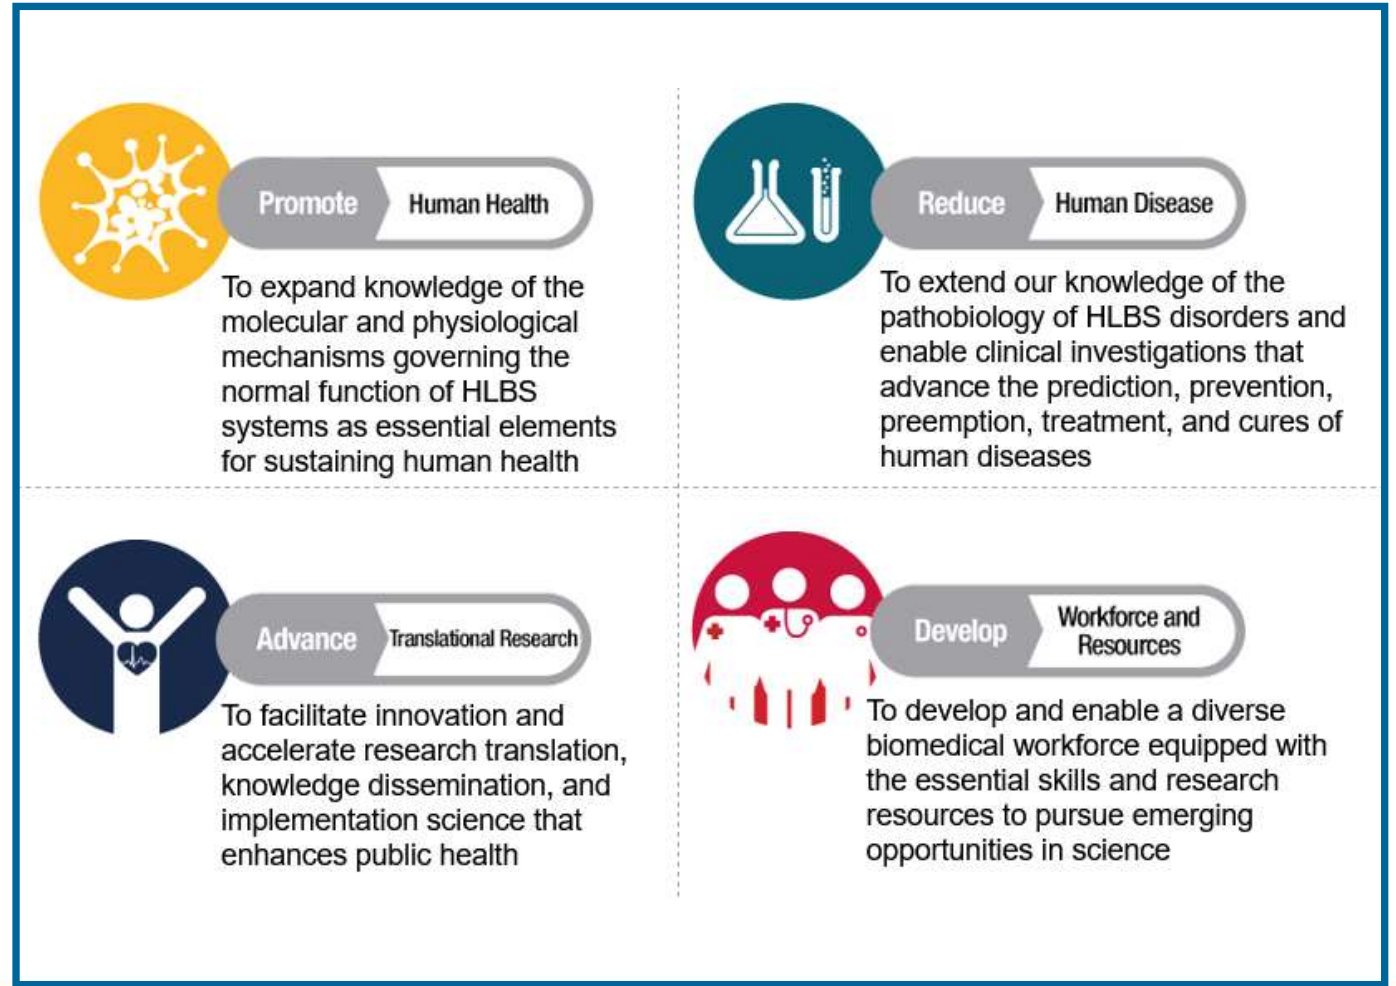 Promote
Human Health
To expand knowledge of the
molecular and physiological
mechanisms governing the
normal function of HLBS
systems as essential elements
for sustaining human health
Reduce
Human Disease
To extend our knowledge of the
pathobiology of HLBS disorders and
enable clinical investigations that
advance the prediction, prevention,
preemption, treatment, and cures of
human diseases
Advance
Translational Research
To facilitate innovation and
accelerate research translation,
knowledge dissemination, and
implementation science that
enhances public health
Develop
Workforce and
Resources
To develop and enable a diverse
biomedical workforce equipped with
the essential skills and research
resources to pursue emerging
opportunities in science